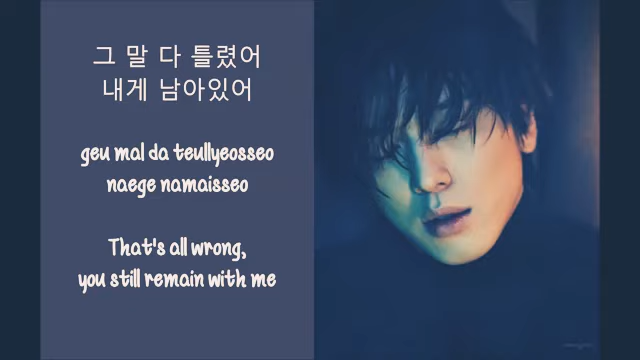 그 말 다 틀렸어
내게 남아있어
geu mal da teullyeosseo
naege namaisseo
That's all wrong,
you still remain with me